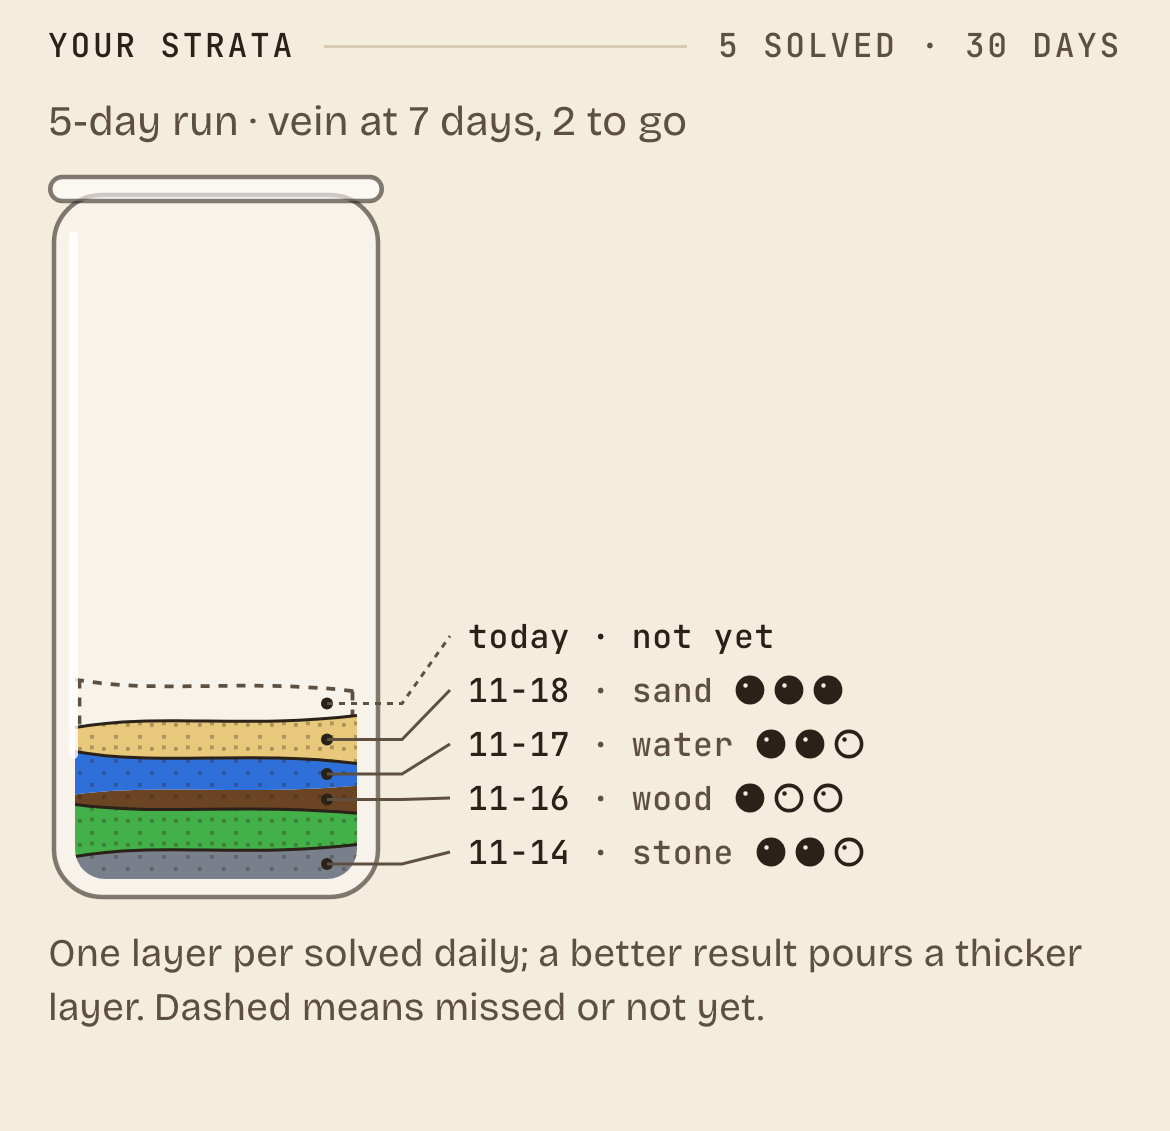 YOUR STRATA 5 SOLVED · 30 DAYS
5-day run · vein at 7 days, 2 to go
today · not yet
11-18 · sand
11-17 · water
11-16 · wood
11-14 · stone
One layer per solved daily; a better result pours a thicker
layer. Dashed means missed or not yet.